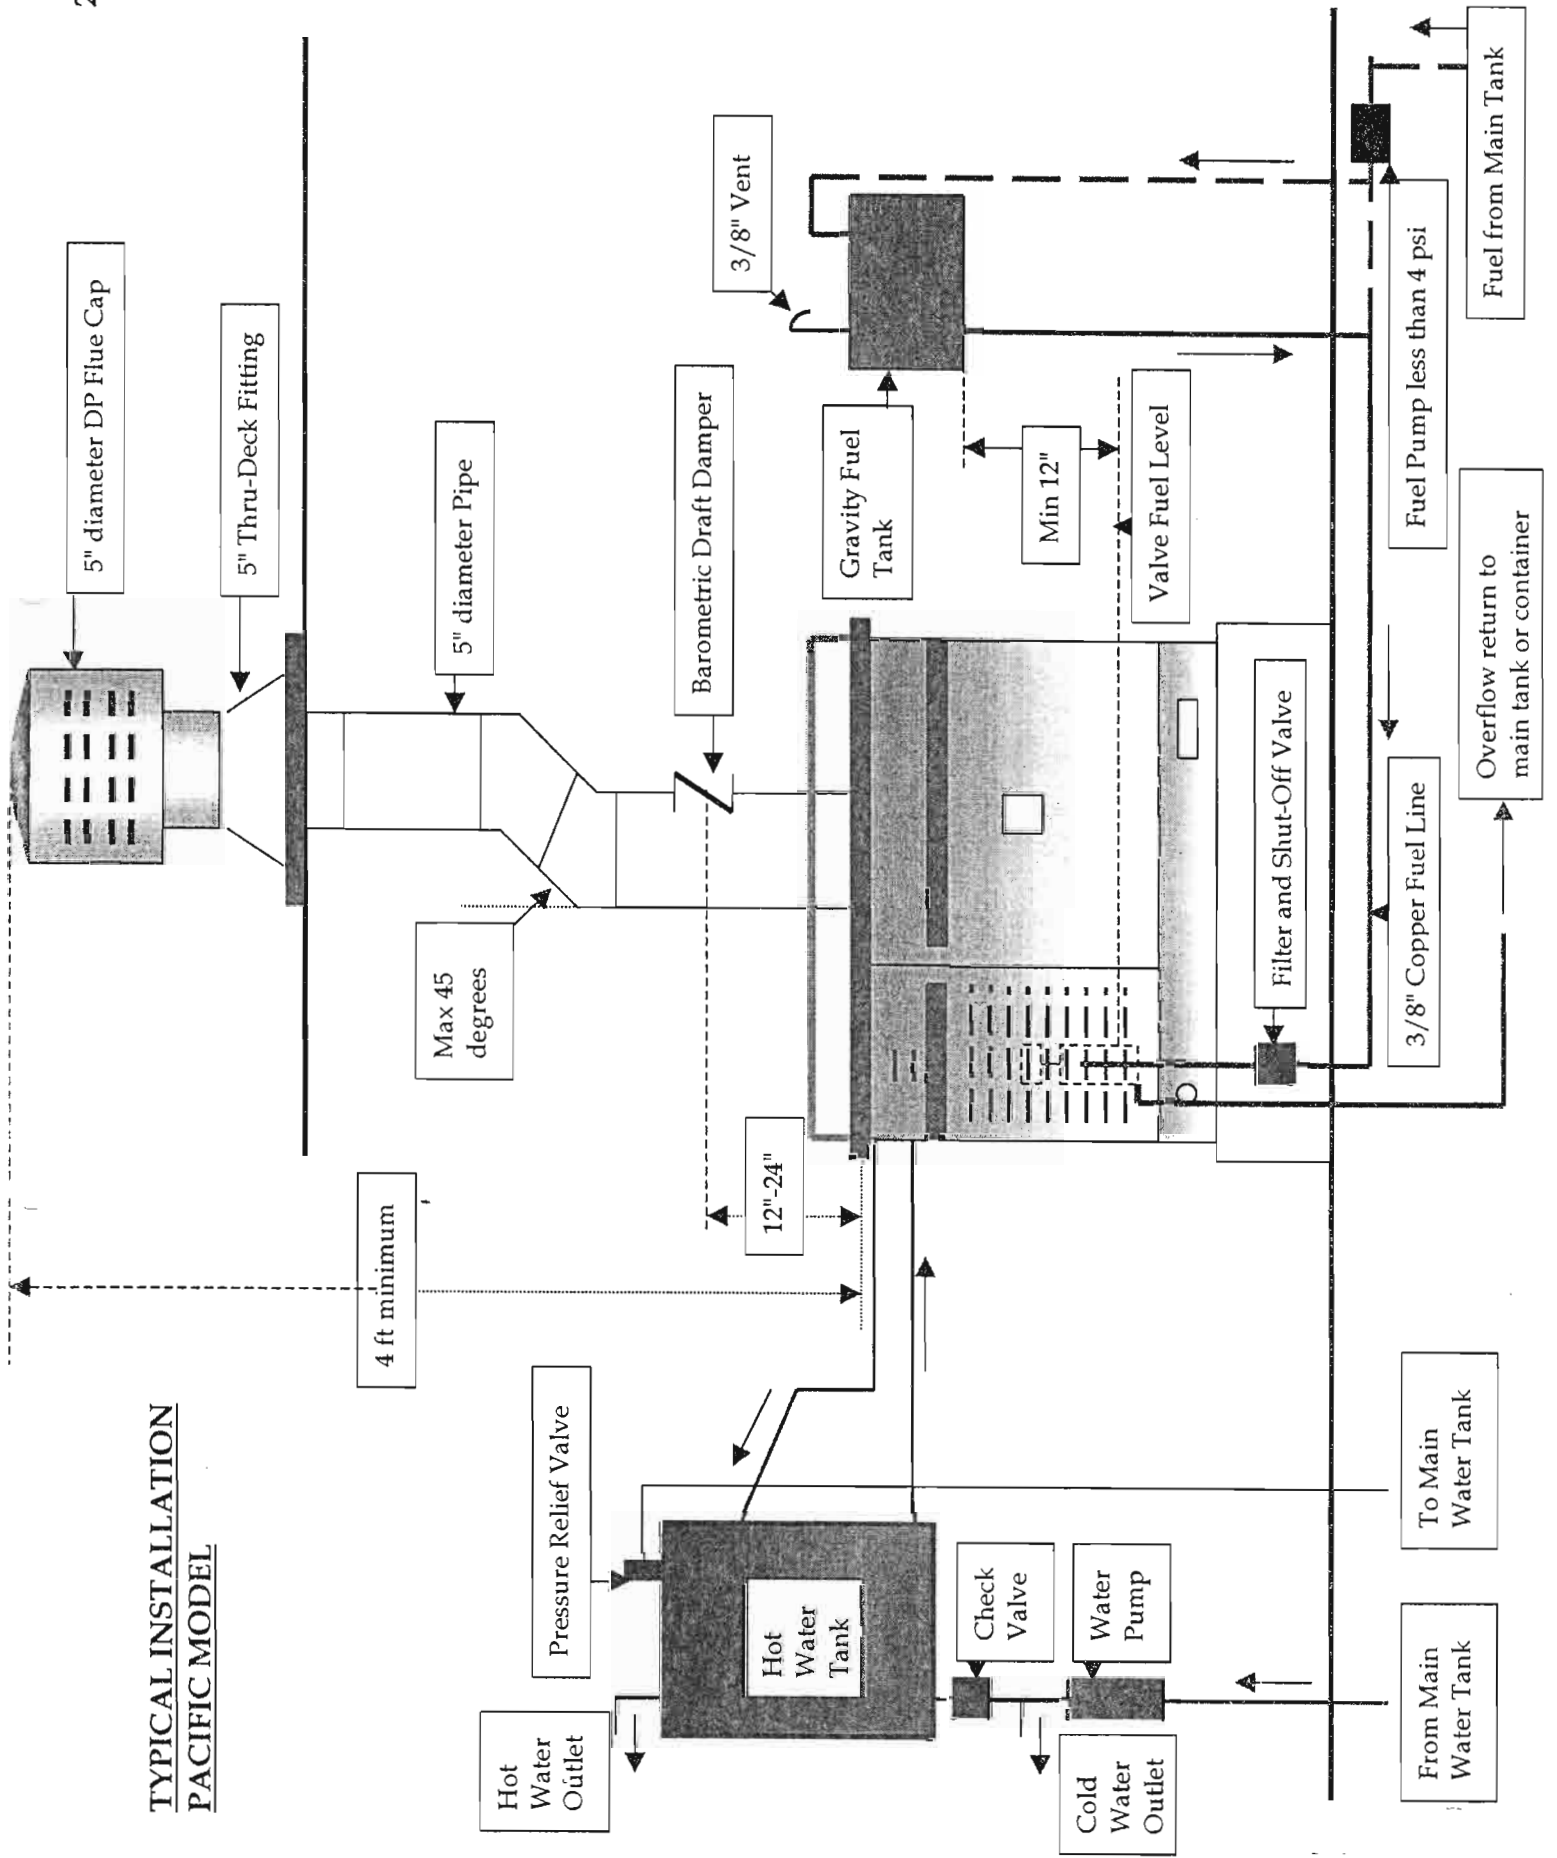 2
TYPICAL INSTALLATION
PACIFIC MODEL
5" diameter DP Flue Cap
5" Thru-Deck Fitting
4 ft minimum
Max 45
degrees
5" diameter Pipe
Hot
Water
Outlet
Pressure Relief Valve
12"-24"
Barometric Draft Damper
3/8" Vent
Hot
Water
Tank
Gravity Fuel
Tank
Check
Valve
Min 12"
Cold
Water
Outlet
Water
Pump
Valve Fuel Level
Filter and Shut-Off Valve
From Main
Water Tank
To Main
Water Tank
3/8" Copper Fuel Line
Fuel Pump less than 4 psi
Overflow return to
main tank or container
Fuel from Main Tank